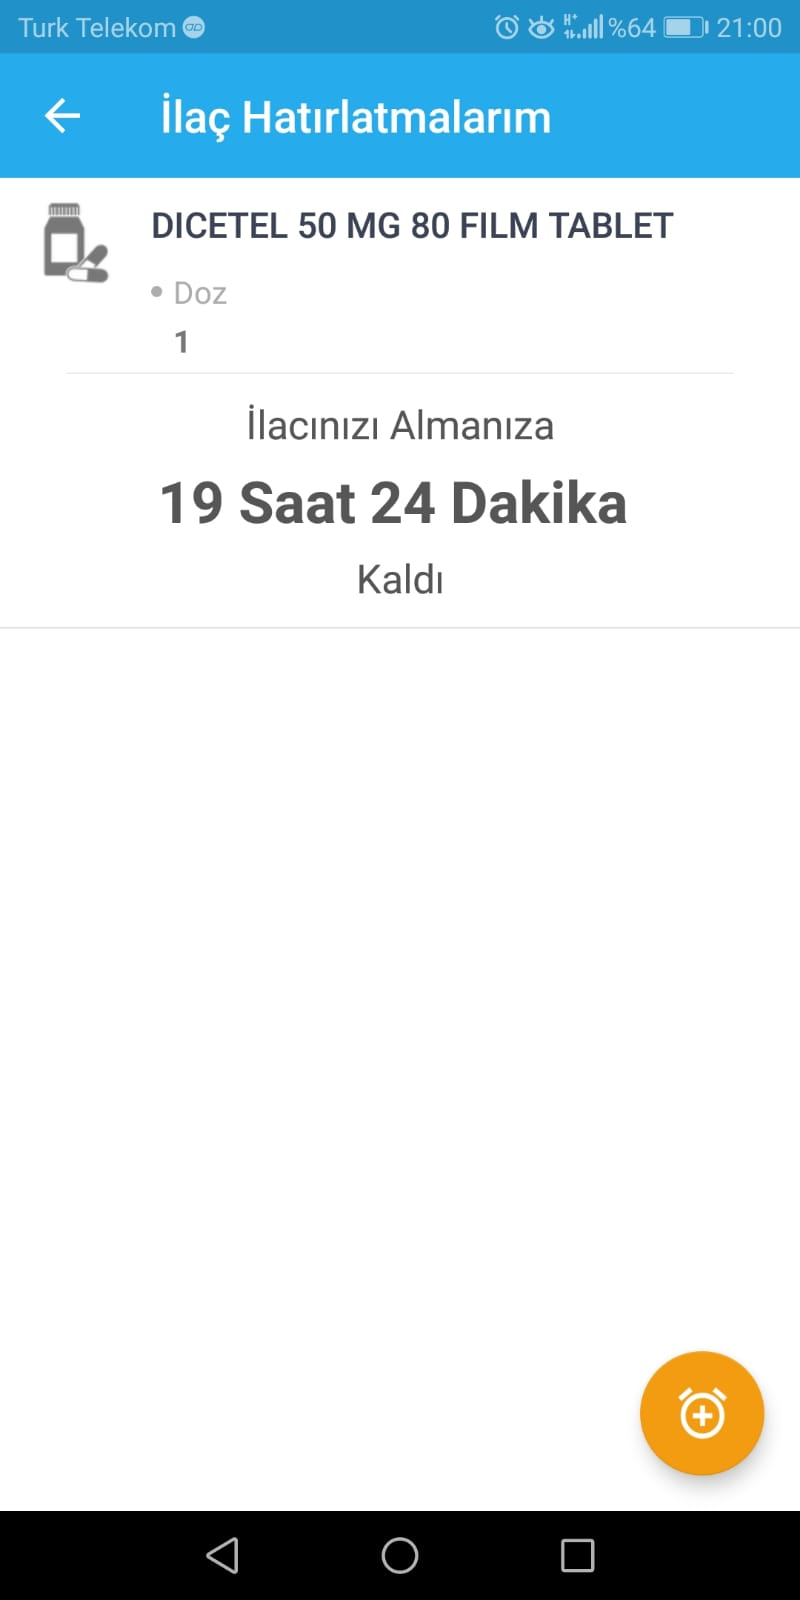 Turk Telekom %64 21:00
İlaç Hatırlatmalarım
DICETEL 50 MG 80 FILM TABLET
• Doz
1
İlacınızı Almanıza
19 Saat 24 Dakika
Kaldı